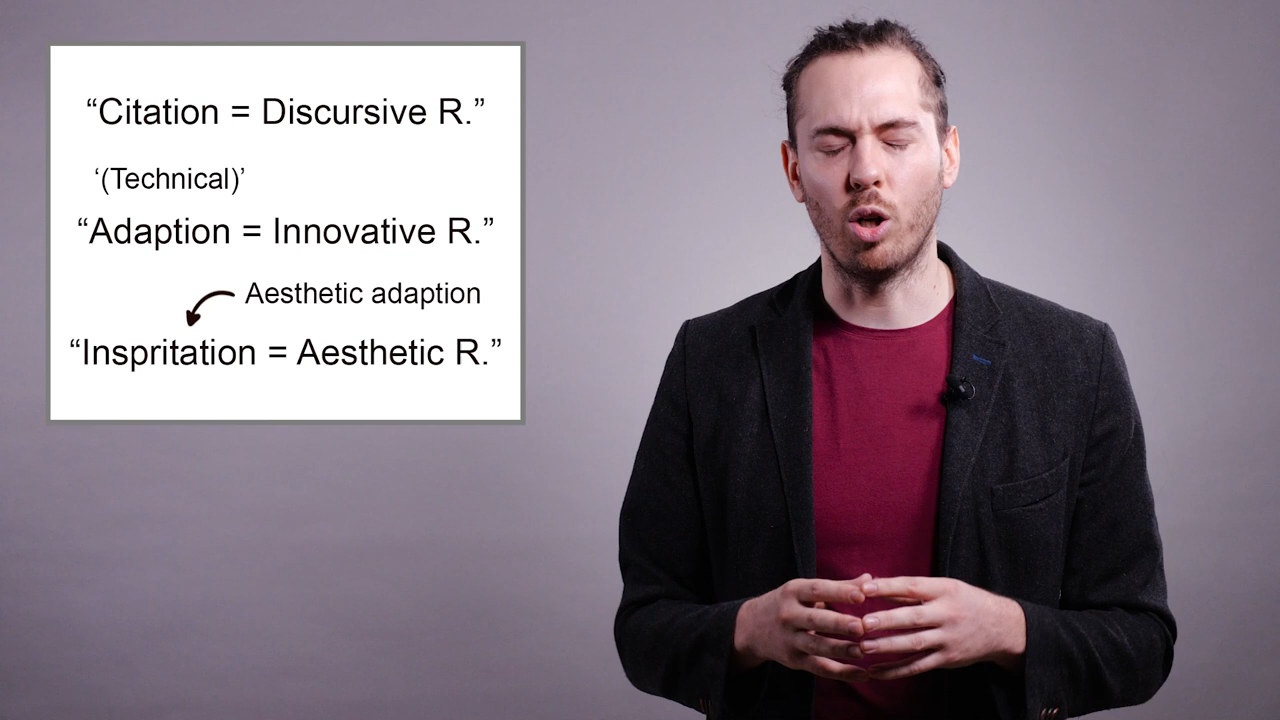 “Citation = Discursive R.”
‘(Technical)’
“Adaption = Innovative R.”
Aesthetic adaption
“Inspritation = Aesthetic R.”